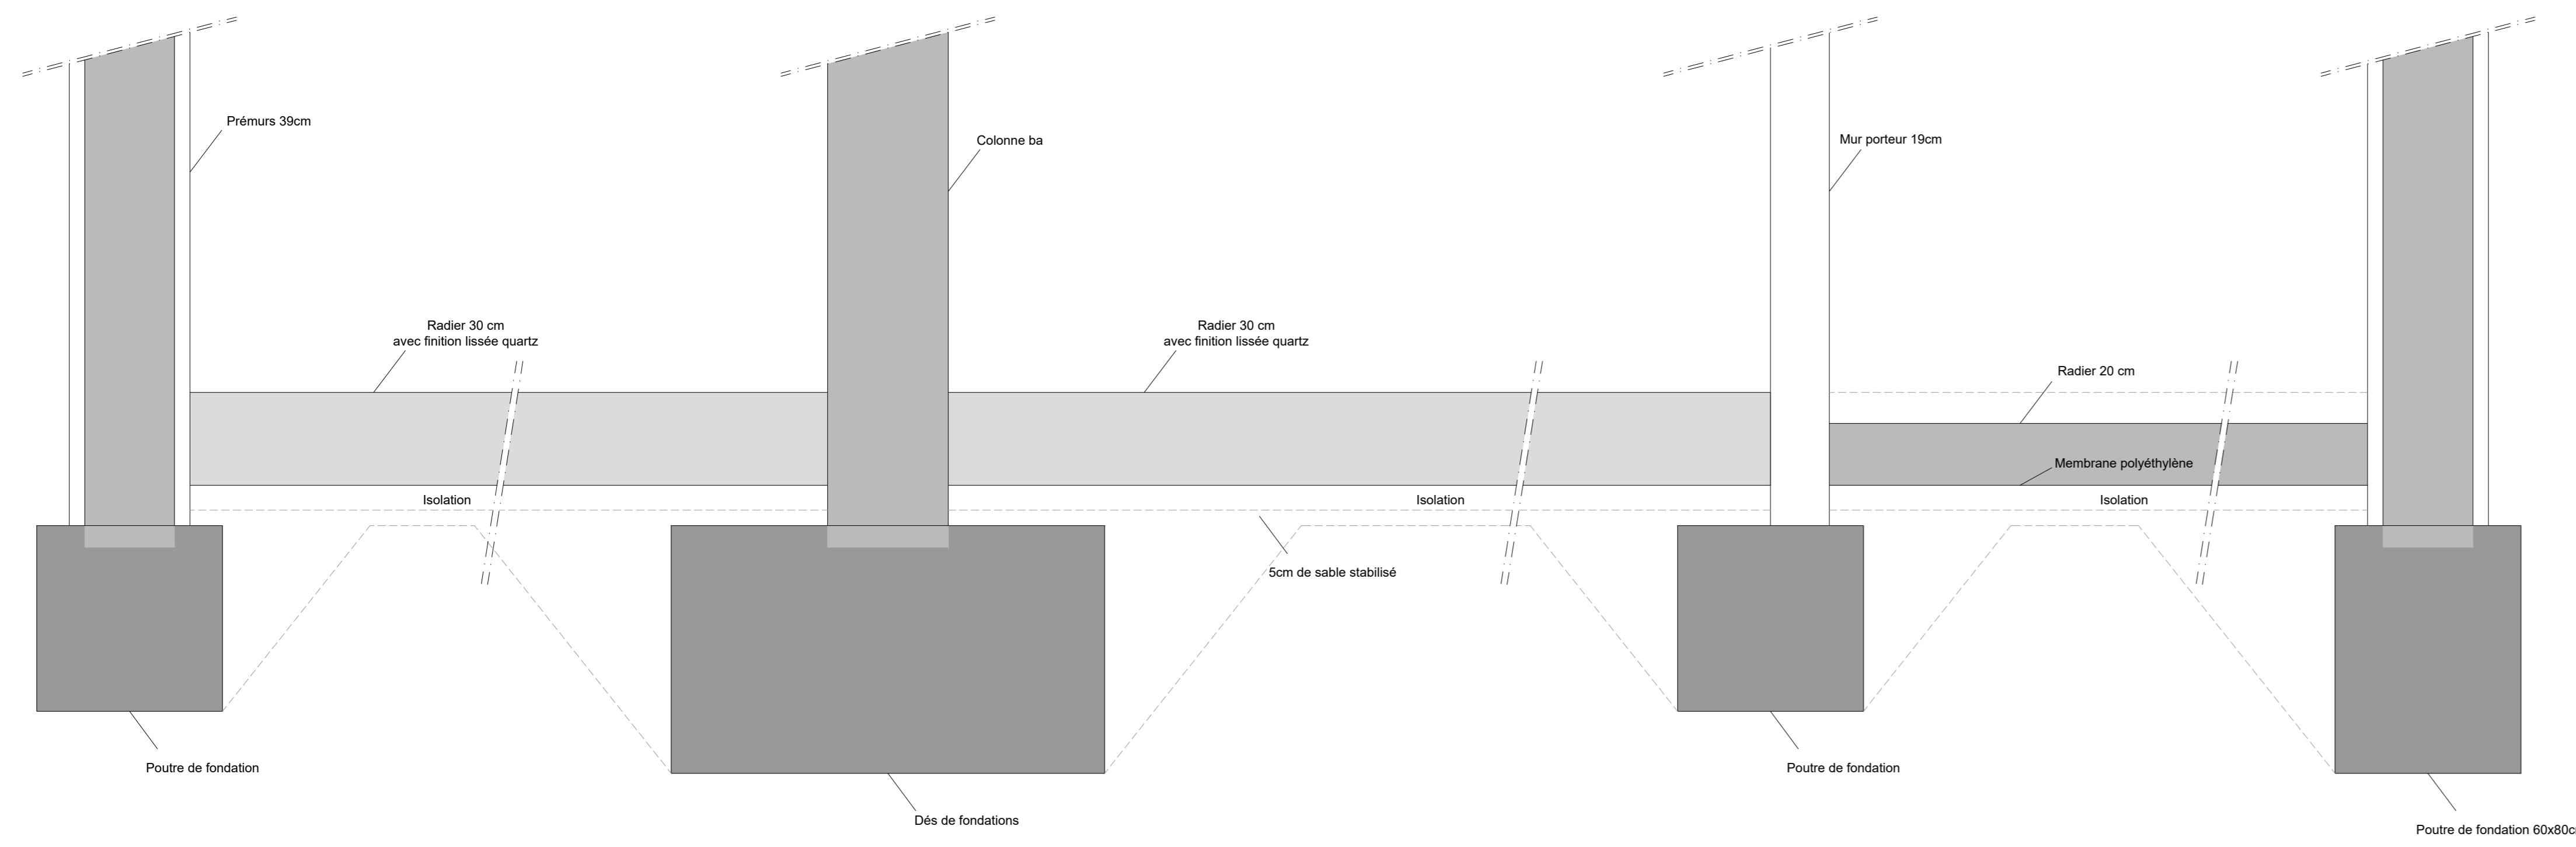 Prémurs 39cm
Colonne ba
Mur porteur 19cm
Radier 30 cm
avec finition lissée quartz
Radier 30 cm
avec finition lissée quartz
Radier 20 cm
Membrane polyéthylène
Isolation
Isolation
Isolation
5cm de sable stabilisé
Poutre de fondation
Poutre de fondation
Dés de fondations
Poutre de fondation 60x80c